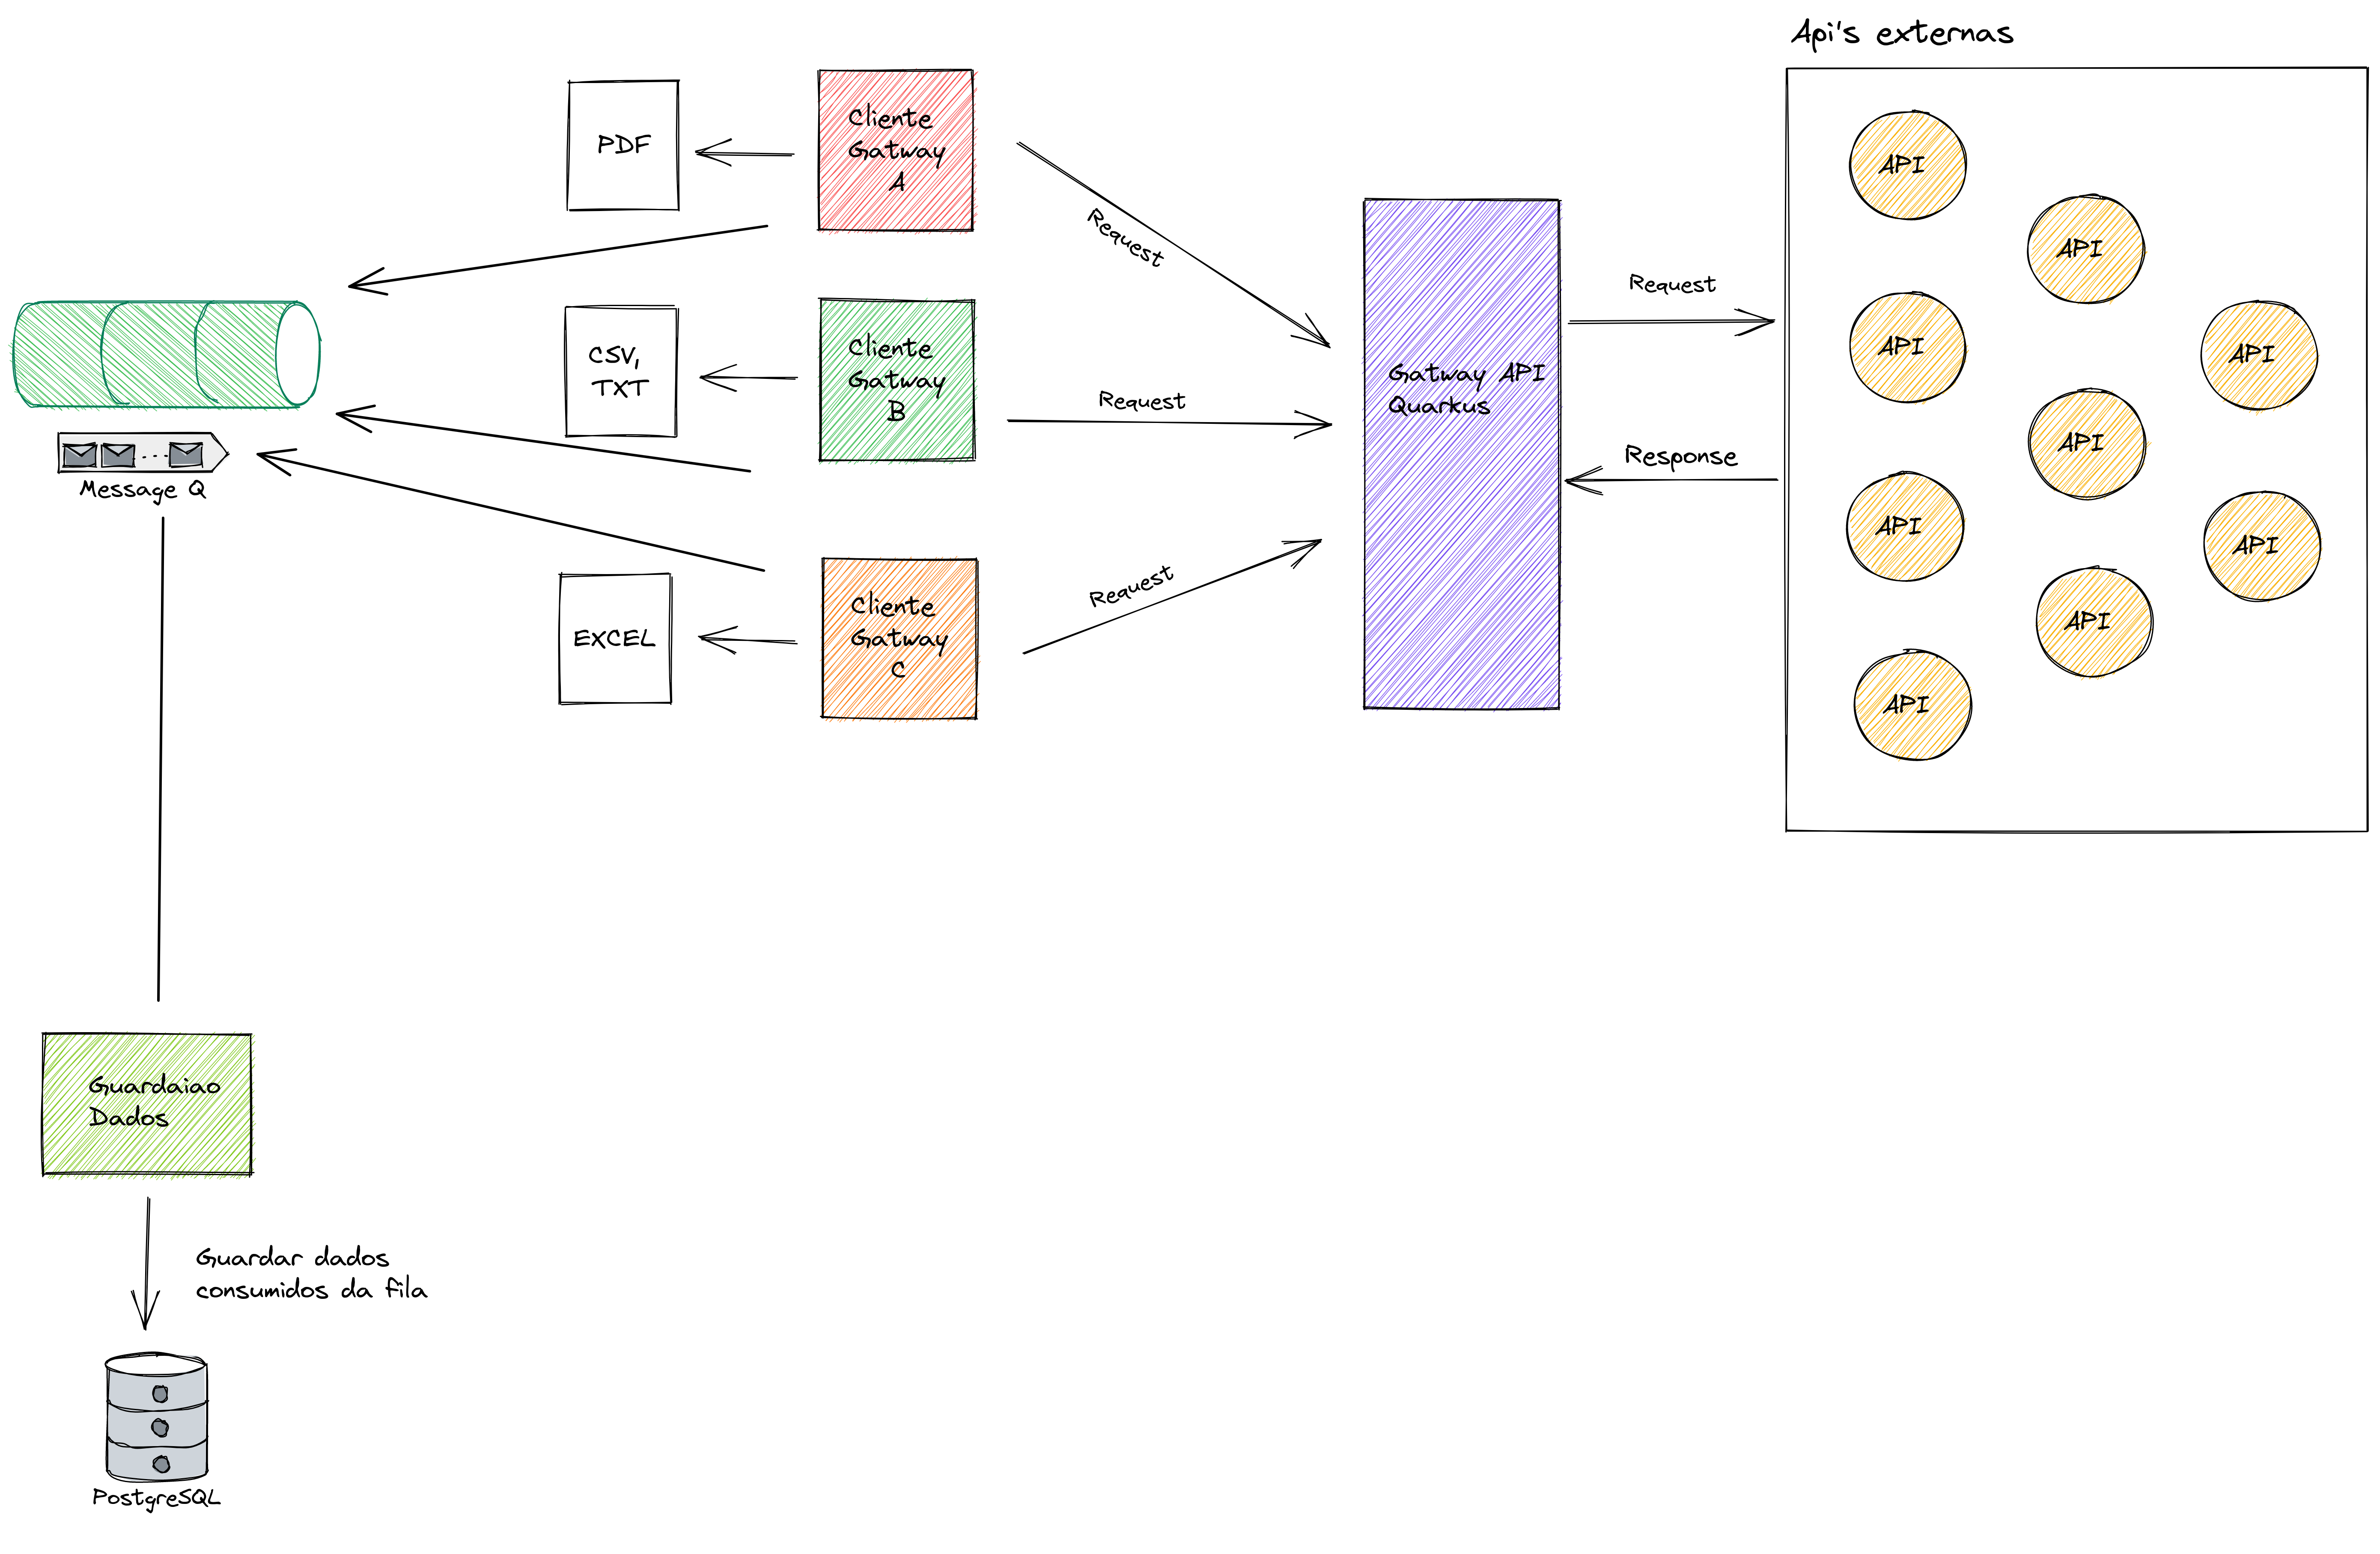 Api's externas
PDF
Cliente
Gatway
A
Request
CSV,
TXT
Cliente
Gatway
B
Request
Message Q
EXCEL
Cliente
Gatway
C
Request
Gatway API
Quarkus
Request
Response
API
API
API
API
API
API
API
API
API
Guardaiao
Dados
Guardar dados
consumidos da fila
PostgreSQL